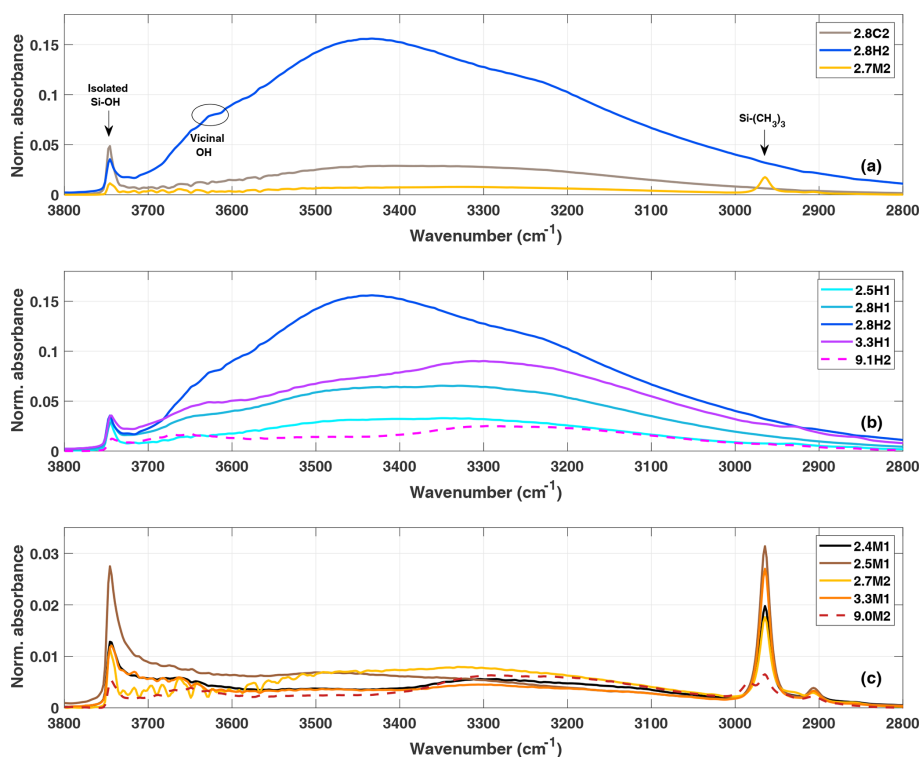 0.15
0.1
0.05
0
Norm. absorbance
Isolated
Si-OH
Vicinal
OH
Si-(CH3)3
2.8C2
2.8H2
2.7M2
(a)
3800 3700 3600 3500 3400 3300 3200 3100 3000 2900 2800
Wavenumber (cm-1)
0.15
0.1
0.05
0
Norm. absorbance
2.5H1
2.8H1
2.8H2
3.3H1
9.1H2
(b)
3800 3700 3600 3500 3400 3300 3200 3100 3000 2900 2800
Wavenumber (cm-1)
0.03
0.02
0.01
0
Norm. absorbance
2.4M1
2.5M1
2.7M2
3.3M1
9.0M2
(c)
3800 3700 3600 3500 3400 3300 3200 3100 3000 2900 2800
Wavenumber (cm-1)